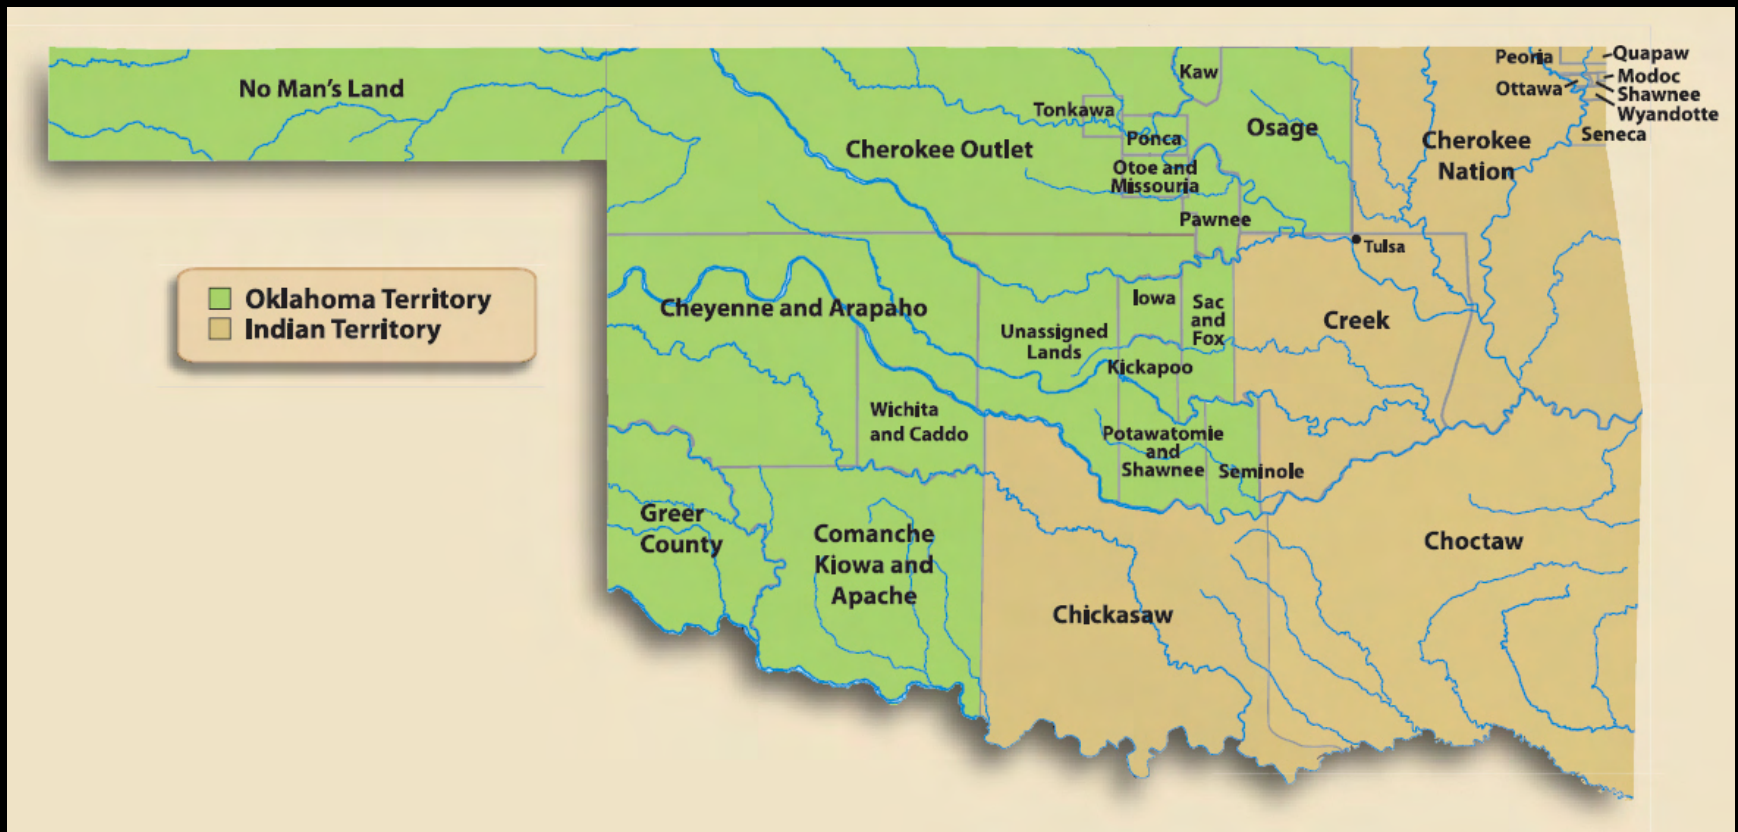 No Man's Land
Cherokee Outlet
Tonkawa
Kaw
Ponca
Otoe and
Missouria
Pawnee
Osage
Cherokee
Nation
Peoria
Quapaw
Ottawa
Modoc
Shawnee
Wyandotte
Seneca
Tulsa
Oklahoma Territory
Indian Territory
Cheyenne and Arapaho
Unassigned
Lands
Iowa
Sac
and
Fox
Kickapoo
Creek
Wichita
and Caddo
Potawatomie
and
Shawnee
Seminole
Greer
County
Comanche
Kiowa and
Apache
Chickasaw
Choctaw